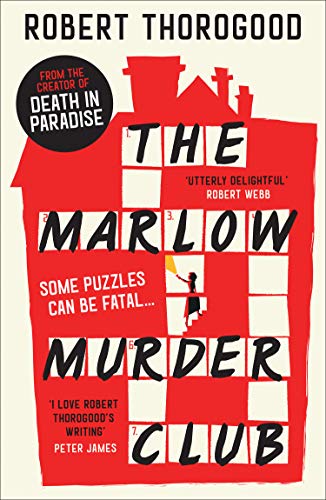 ROBERT THOROGOOD
FROM THE
CREATOR OF
DEATH IN
PARADISE
1.
THE
'UTTERLY DELIGHTFUL'
ROBERT WEBB
2. 3. 4.
MARLOW
SOME PUZZLES
CAN BE FATAL...
6.
MURDER
'I LOVE ROBERT
THOROGOOD'S
WRITING'
PETER JAMES
7.
CLUB